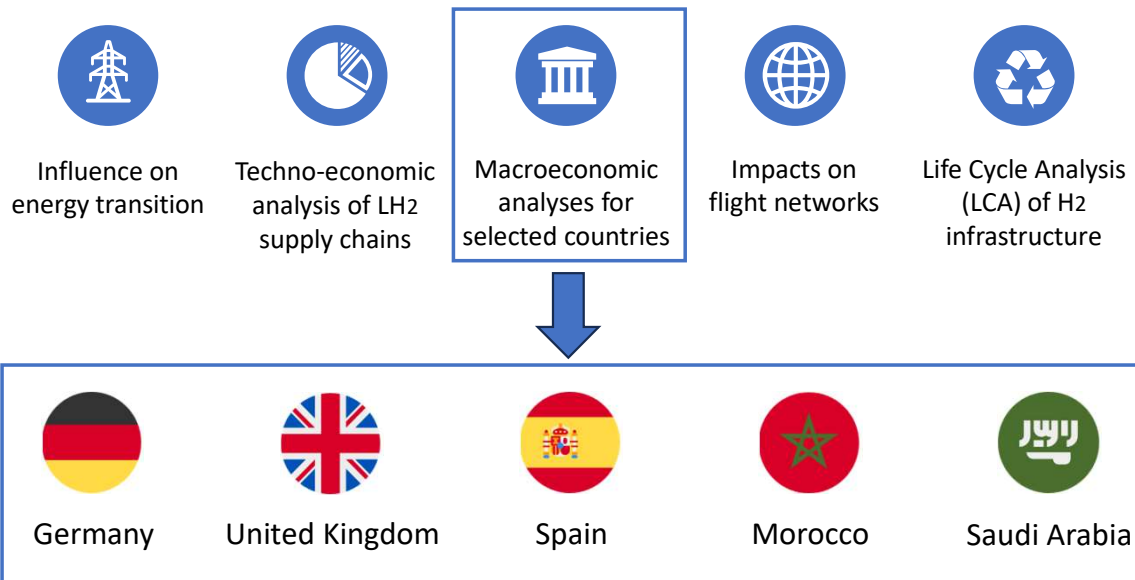 Influence on
energy transition
Techno-economic
analysis of LH2
supply chains
Macroeconomic
analyses for
selected countries
Impacts on
flight networks
Life Cycle Analysis
(LCA) of H2
infrastructure
Germany
United Kingdom
Spain
Morocco
Saudi Arabia